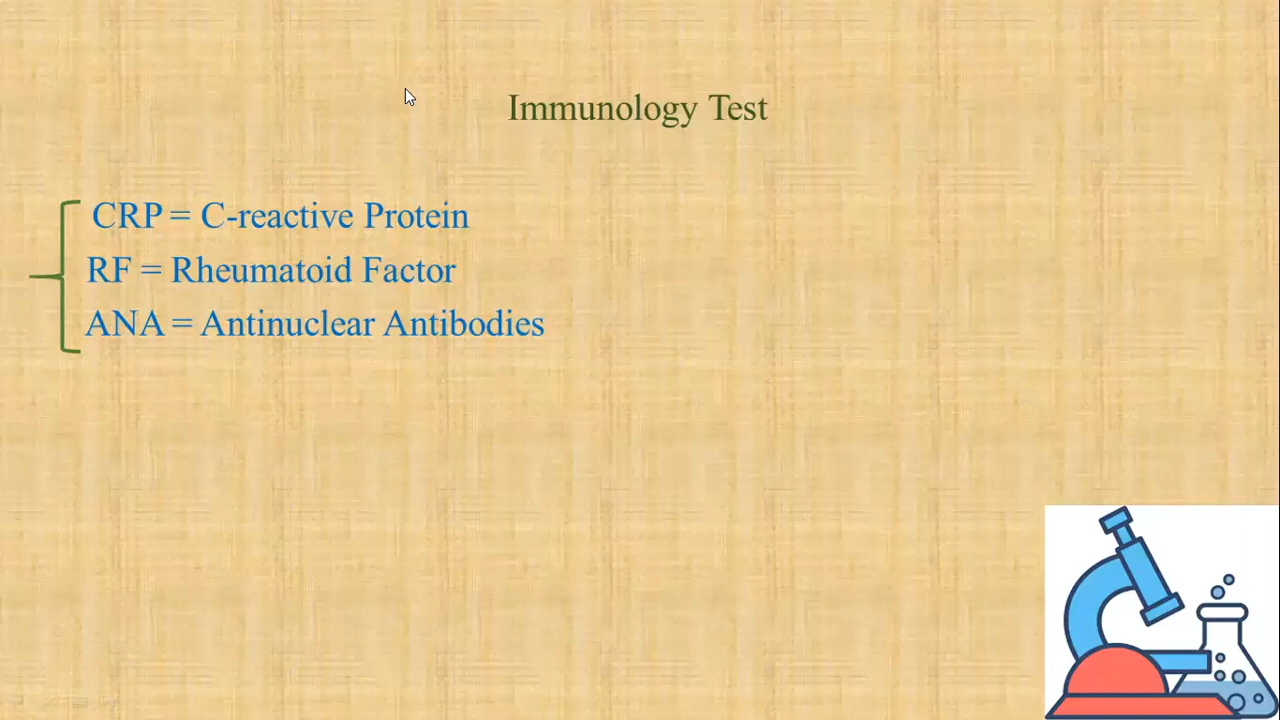 Immunology Test
CRP = C-reactive Protein
RF = Rheumatoid Factor
ANA = Antinuclear Antibodies